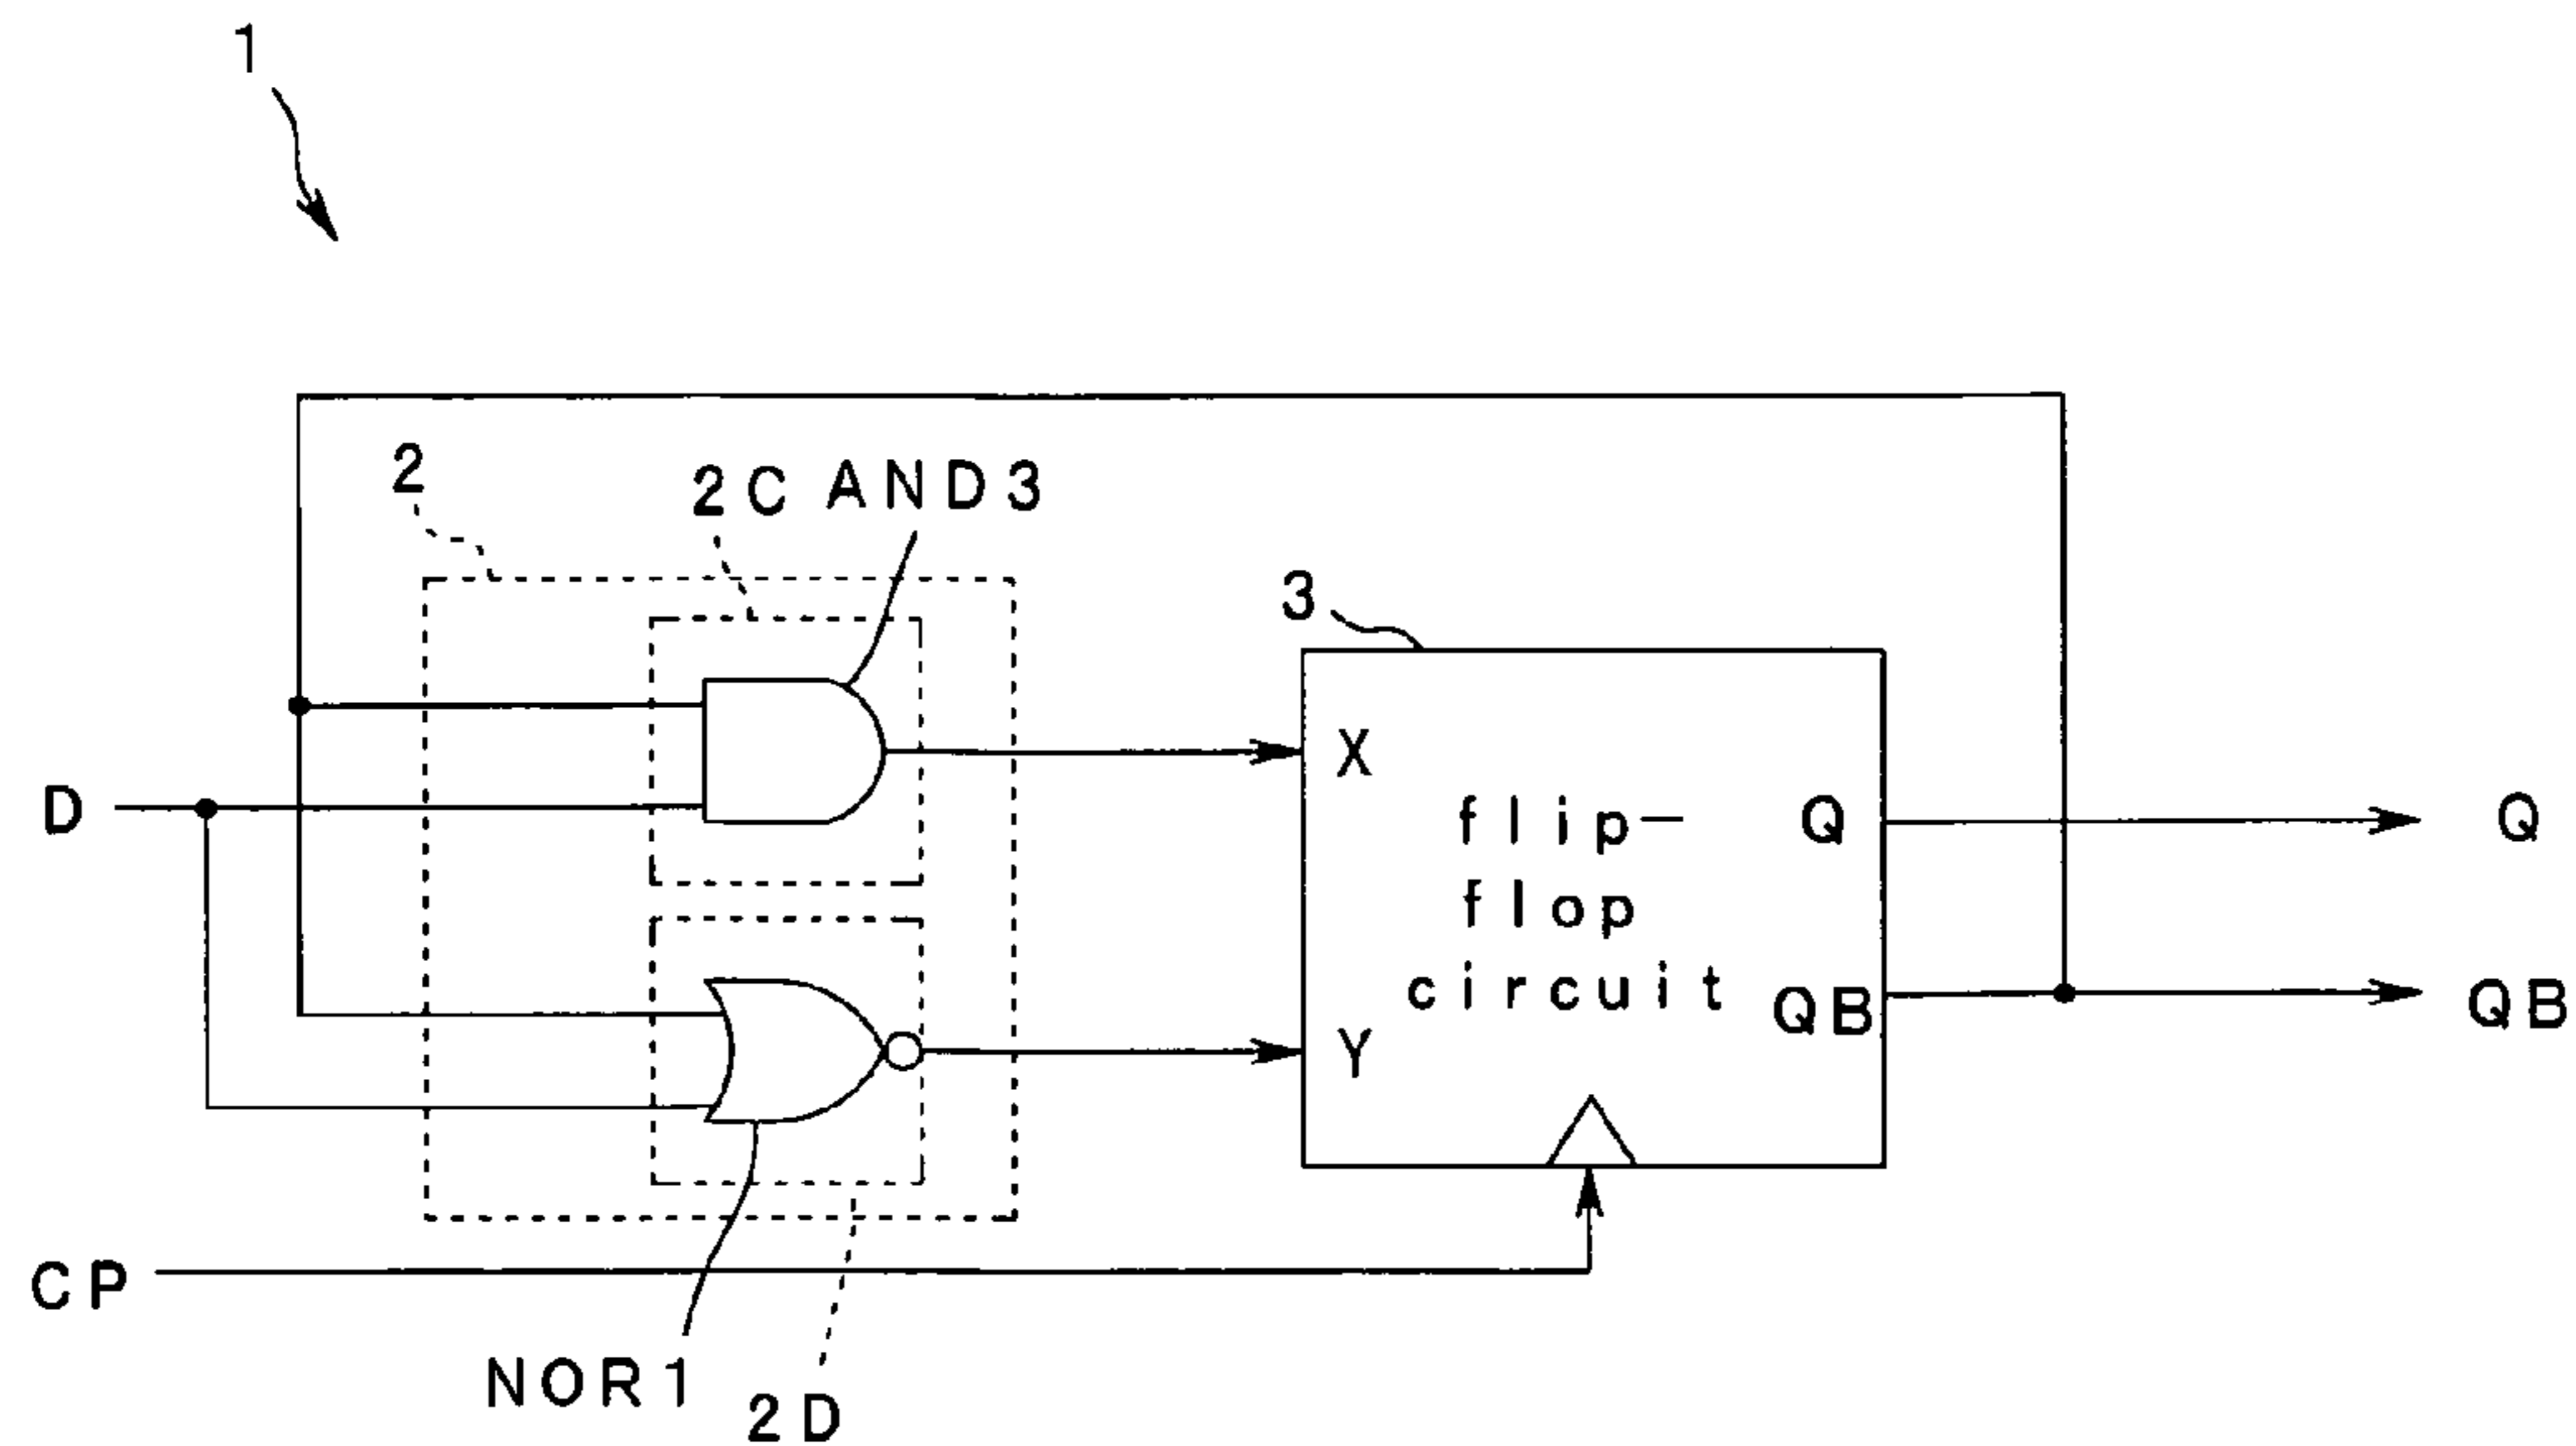 1
2
2C AND3
3
D
X
flip-
flop
circuit
Q
QB
Y
Q
QB
CP
NOR1
2D